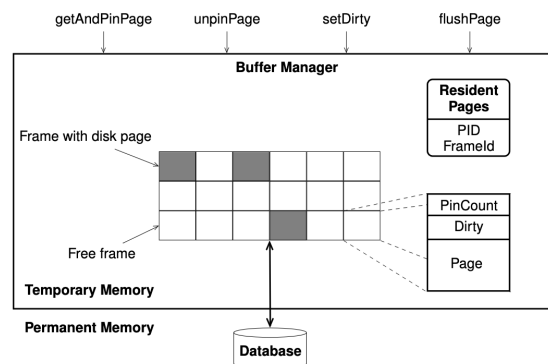 getAndPinPage
unpinPage
setDirty
flushPage
Buffer Manager
Resident
Pages
PID
FrameId
Frame with disk page
PinCount
Dirty
Page
Free frame
Temporary Memory
Permanent Memory
Database